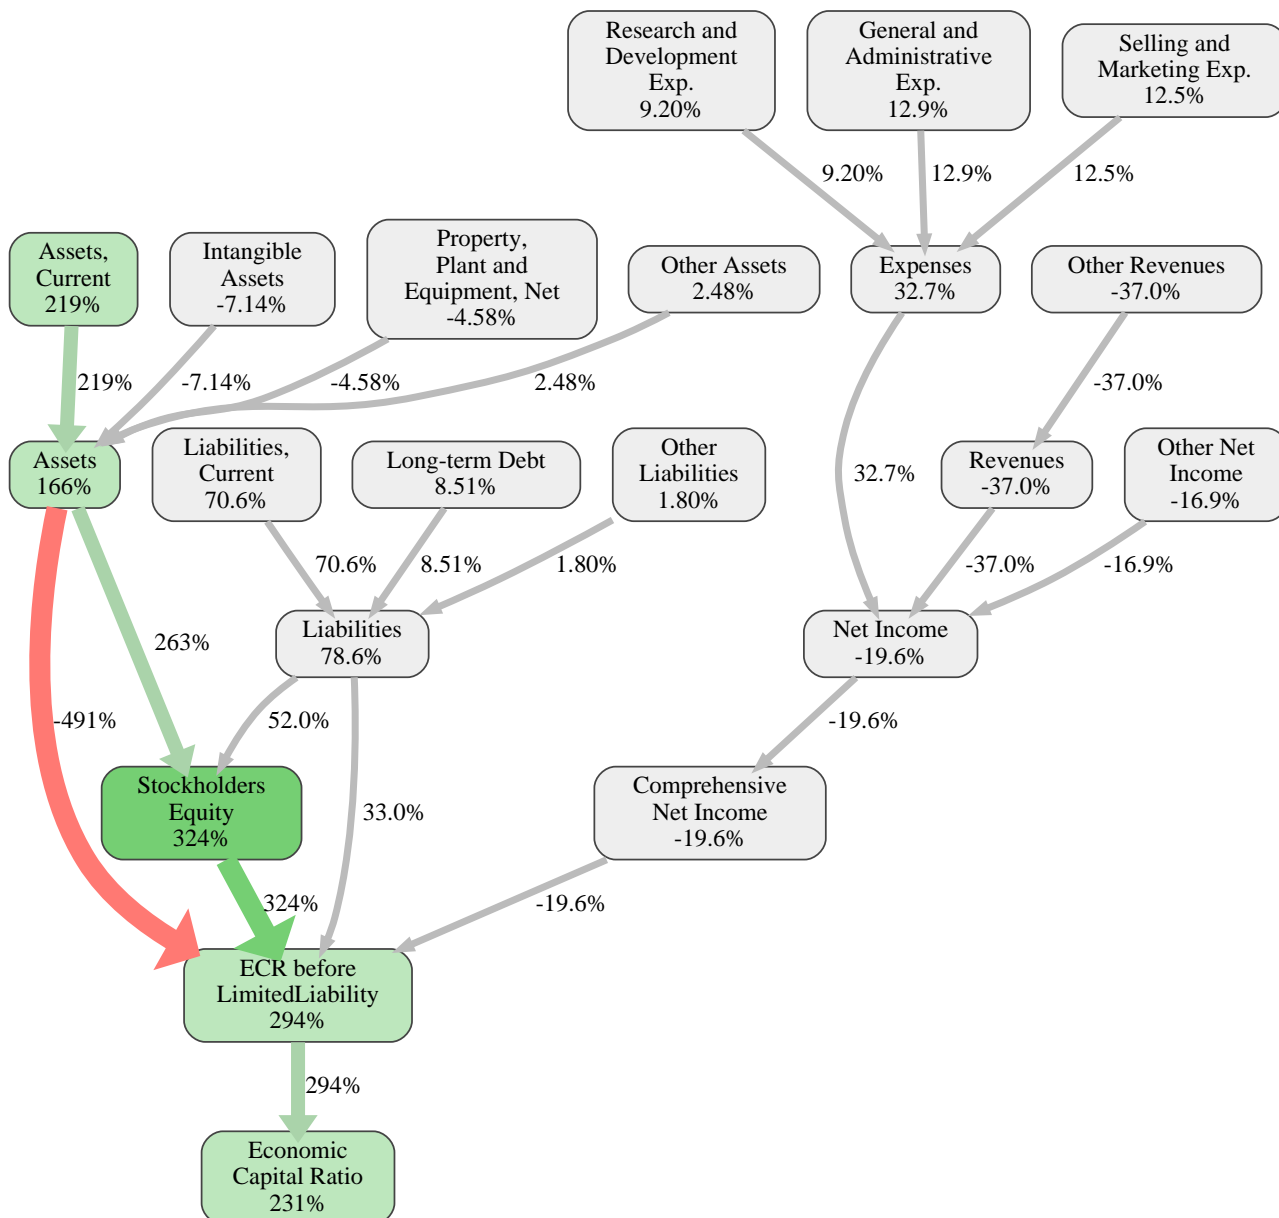 Research and
Development
Exp.
9.20%
General and
Administrative
Exp.
12.9%
Selling and
Marketing Exp.
12.5%
9.20%
12.9%
12.5%
Assets,
Current
219%
Intangible
Assets
-7.14%
Property,
Plant and
Equipment, Net
-4.58%
Other Assets
2.48%
Expenses
32.7%
Other Revenues
-37.0%
219%
-7.14%
-4.58%
2.48%
-37.0%
Assets
166%
Liabilities,
Current
70.6%
Long-term Debt
8.51%
Other
Liabilities
1.80%
32.7%
Revenues
-37.0%
Other Net
Income
-16.9%
70.6%
8.51%
1.80%
-37.0%
-16.9%
263%
Liabilities
78.6%
Net Income
-19.6%
-491%
52.0%
-19.6%
Stockholders
Equity
324%
33.0%
Comprehensive
Net Income
-19.6%
324%
-19.6%
ECR before
LimitedLiability
294%
294%
Economic
Capital Ratio
231%